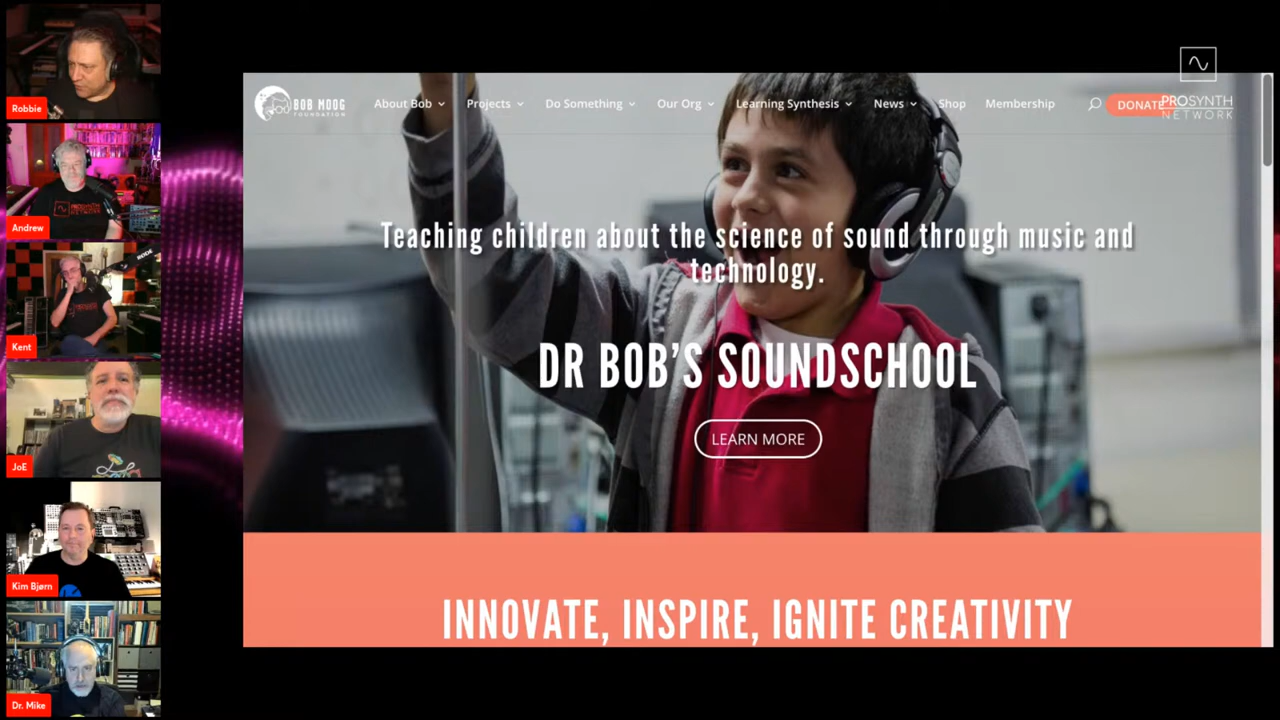 Robbie
Andrew
Kent
JoE
Kim Bjørn
Dr. Mike
RODE
BOB MOOG
FOUNDATION
About Bob
Projects
Do Something
Our Org
Learning Synthesis
News
Shop
Membership
DONATE
PROSYNTH
NETWORK
Teaching children about the science of sound through music and
technology.
DR BOB'S SOUNDSCHOOL
LEARN MORE
INNOVATE, INSPIRE, IGNITE CREATIVITY